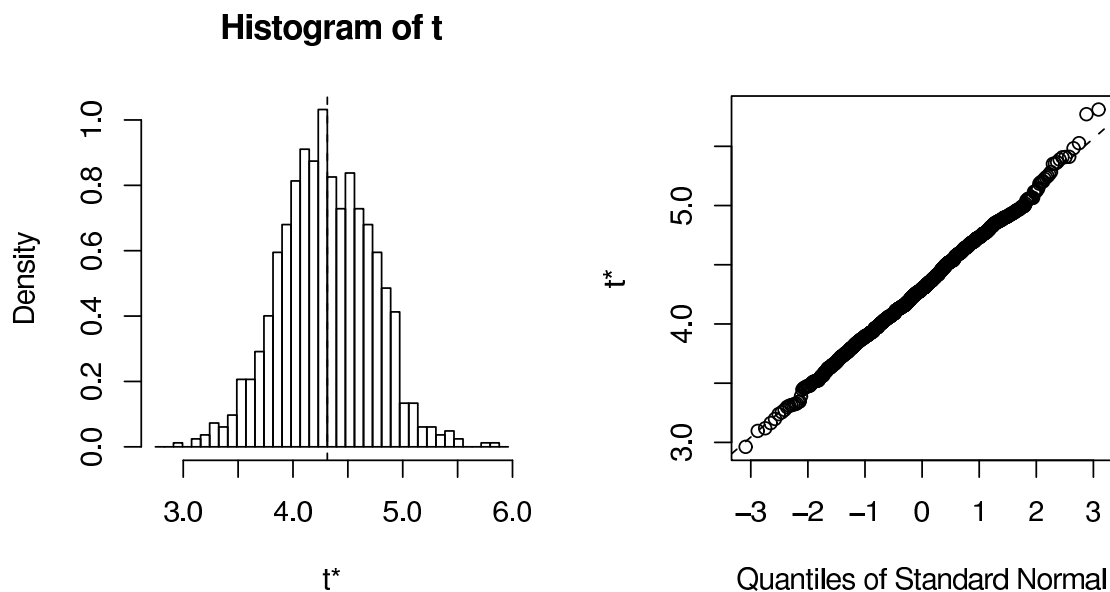 Histogram of t
Density
0.0 0.2 0.4 0.6 0.8 1.0
3.0 4.0 5.0 6.0
t*
t*
3.0 4.0 5.0
−3 −2 −1 0 1 2 3
Quantiles of Standard Normal